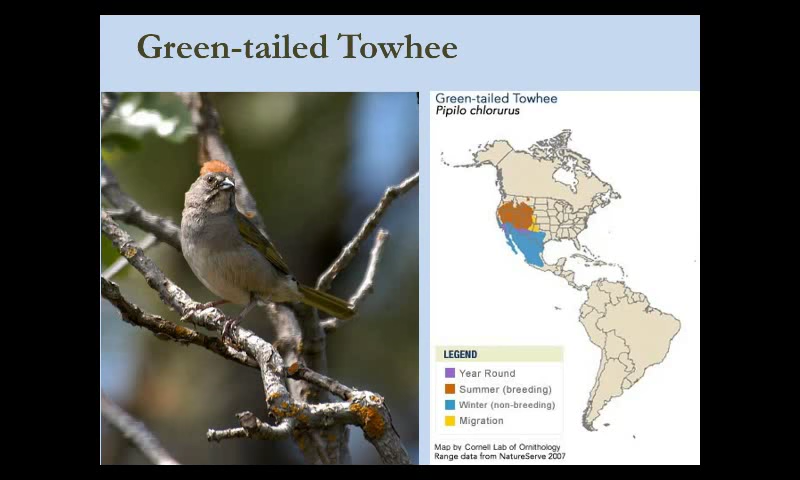 Green-tailed Towhee
Green-tailed Towhee
Pipilo chlorurus
LEGEND
Year Round
Summer (breeding)
Winter (non-breeding)
Migration
Map by Cornell Lab of Ornithology
Range data from NatureServe 2007